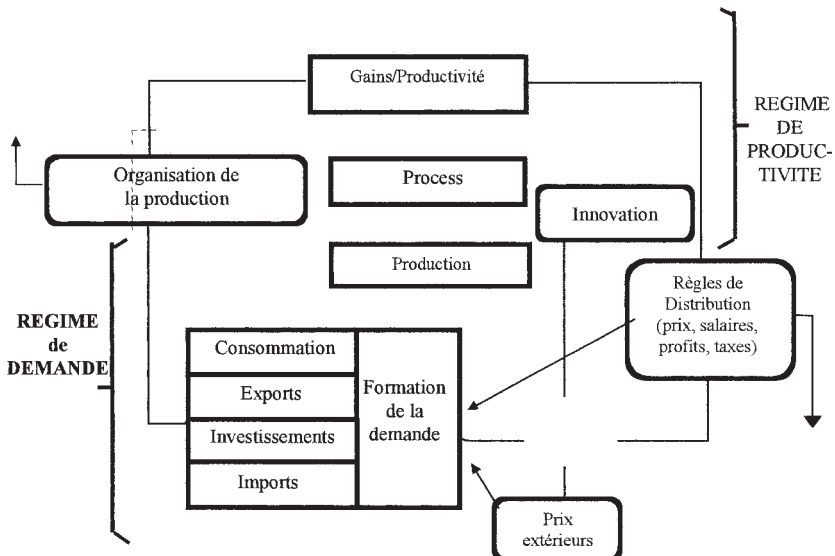 Gains/Productivité
REGIME
DE
PRODUC-
TIVITE
Organisation de
la production
Process
Innovation
Production
Règles de
Distribution
(prix, salaires,
profits, taxes)
REGIME
de
DEMANDE
Consommation
Exports
Investissements
Imports
Formation
de la
demande
Prix
extérieurs